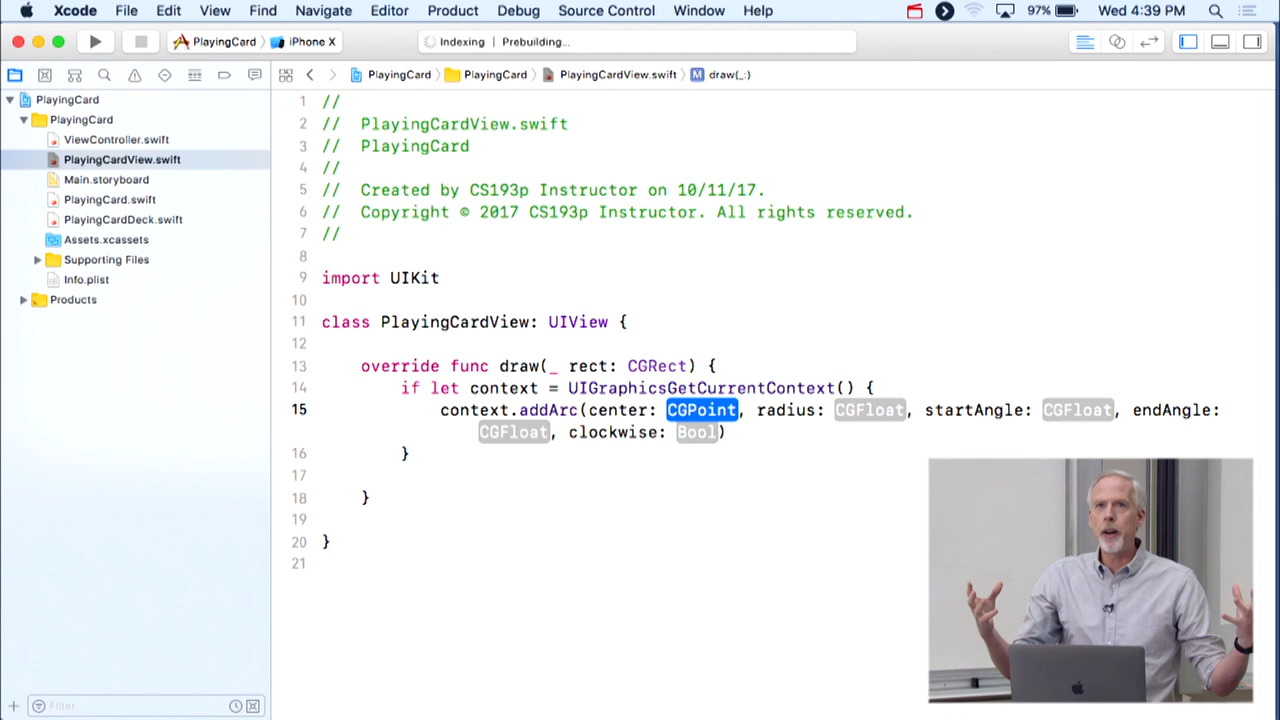 Xcode File Edit View Find Navigate Editor Product Debug Source Control Window Help 97% Wed 4:39 PM
PlayingCard iPhone X Indexing | Prebuilding...
PlayingCard PlayingCard PlayingCardView.swift M draw(_:)
PlayingCard
PlayingCard
ViewController.swift
PlayingCardView.swift
Main.storyboard
PlayingCard.swift
PlayingCardDeck.swift
Assets.xcassets
Supporting Files
Info.plist
Products
Filter
1 //
2 // PlayingCardView.swift
3 // PlayingCard
4 //
5 // Created by CS193p Instructor on 10/11/17.
6 // Copyright © 2017 CS193p Instructor. All rights reserved.
7 //
8
9 import UIKit
10
11 class PlayingCardView: UIView {
12
13 override func draw(_ rect: CGRect) {
14 if let context = UIGraphicsGetCurrentContext() {
15 context.addArc(center: CGPoint, radius: CGFloat, startAngle: CGFloat, endAngle:
CGFloat, clockwise: Bool)
16 }
17
18 }
19
20 }
21